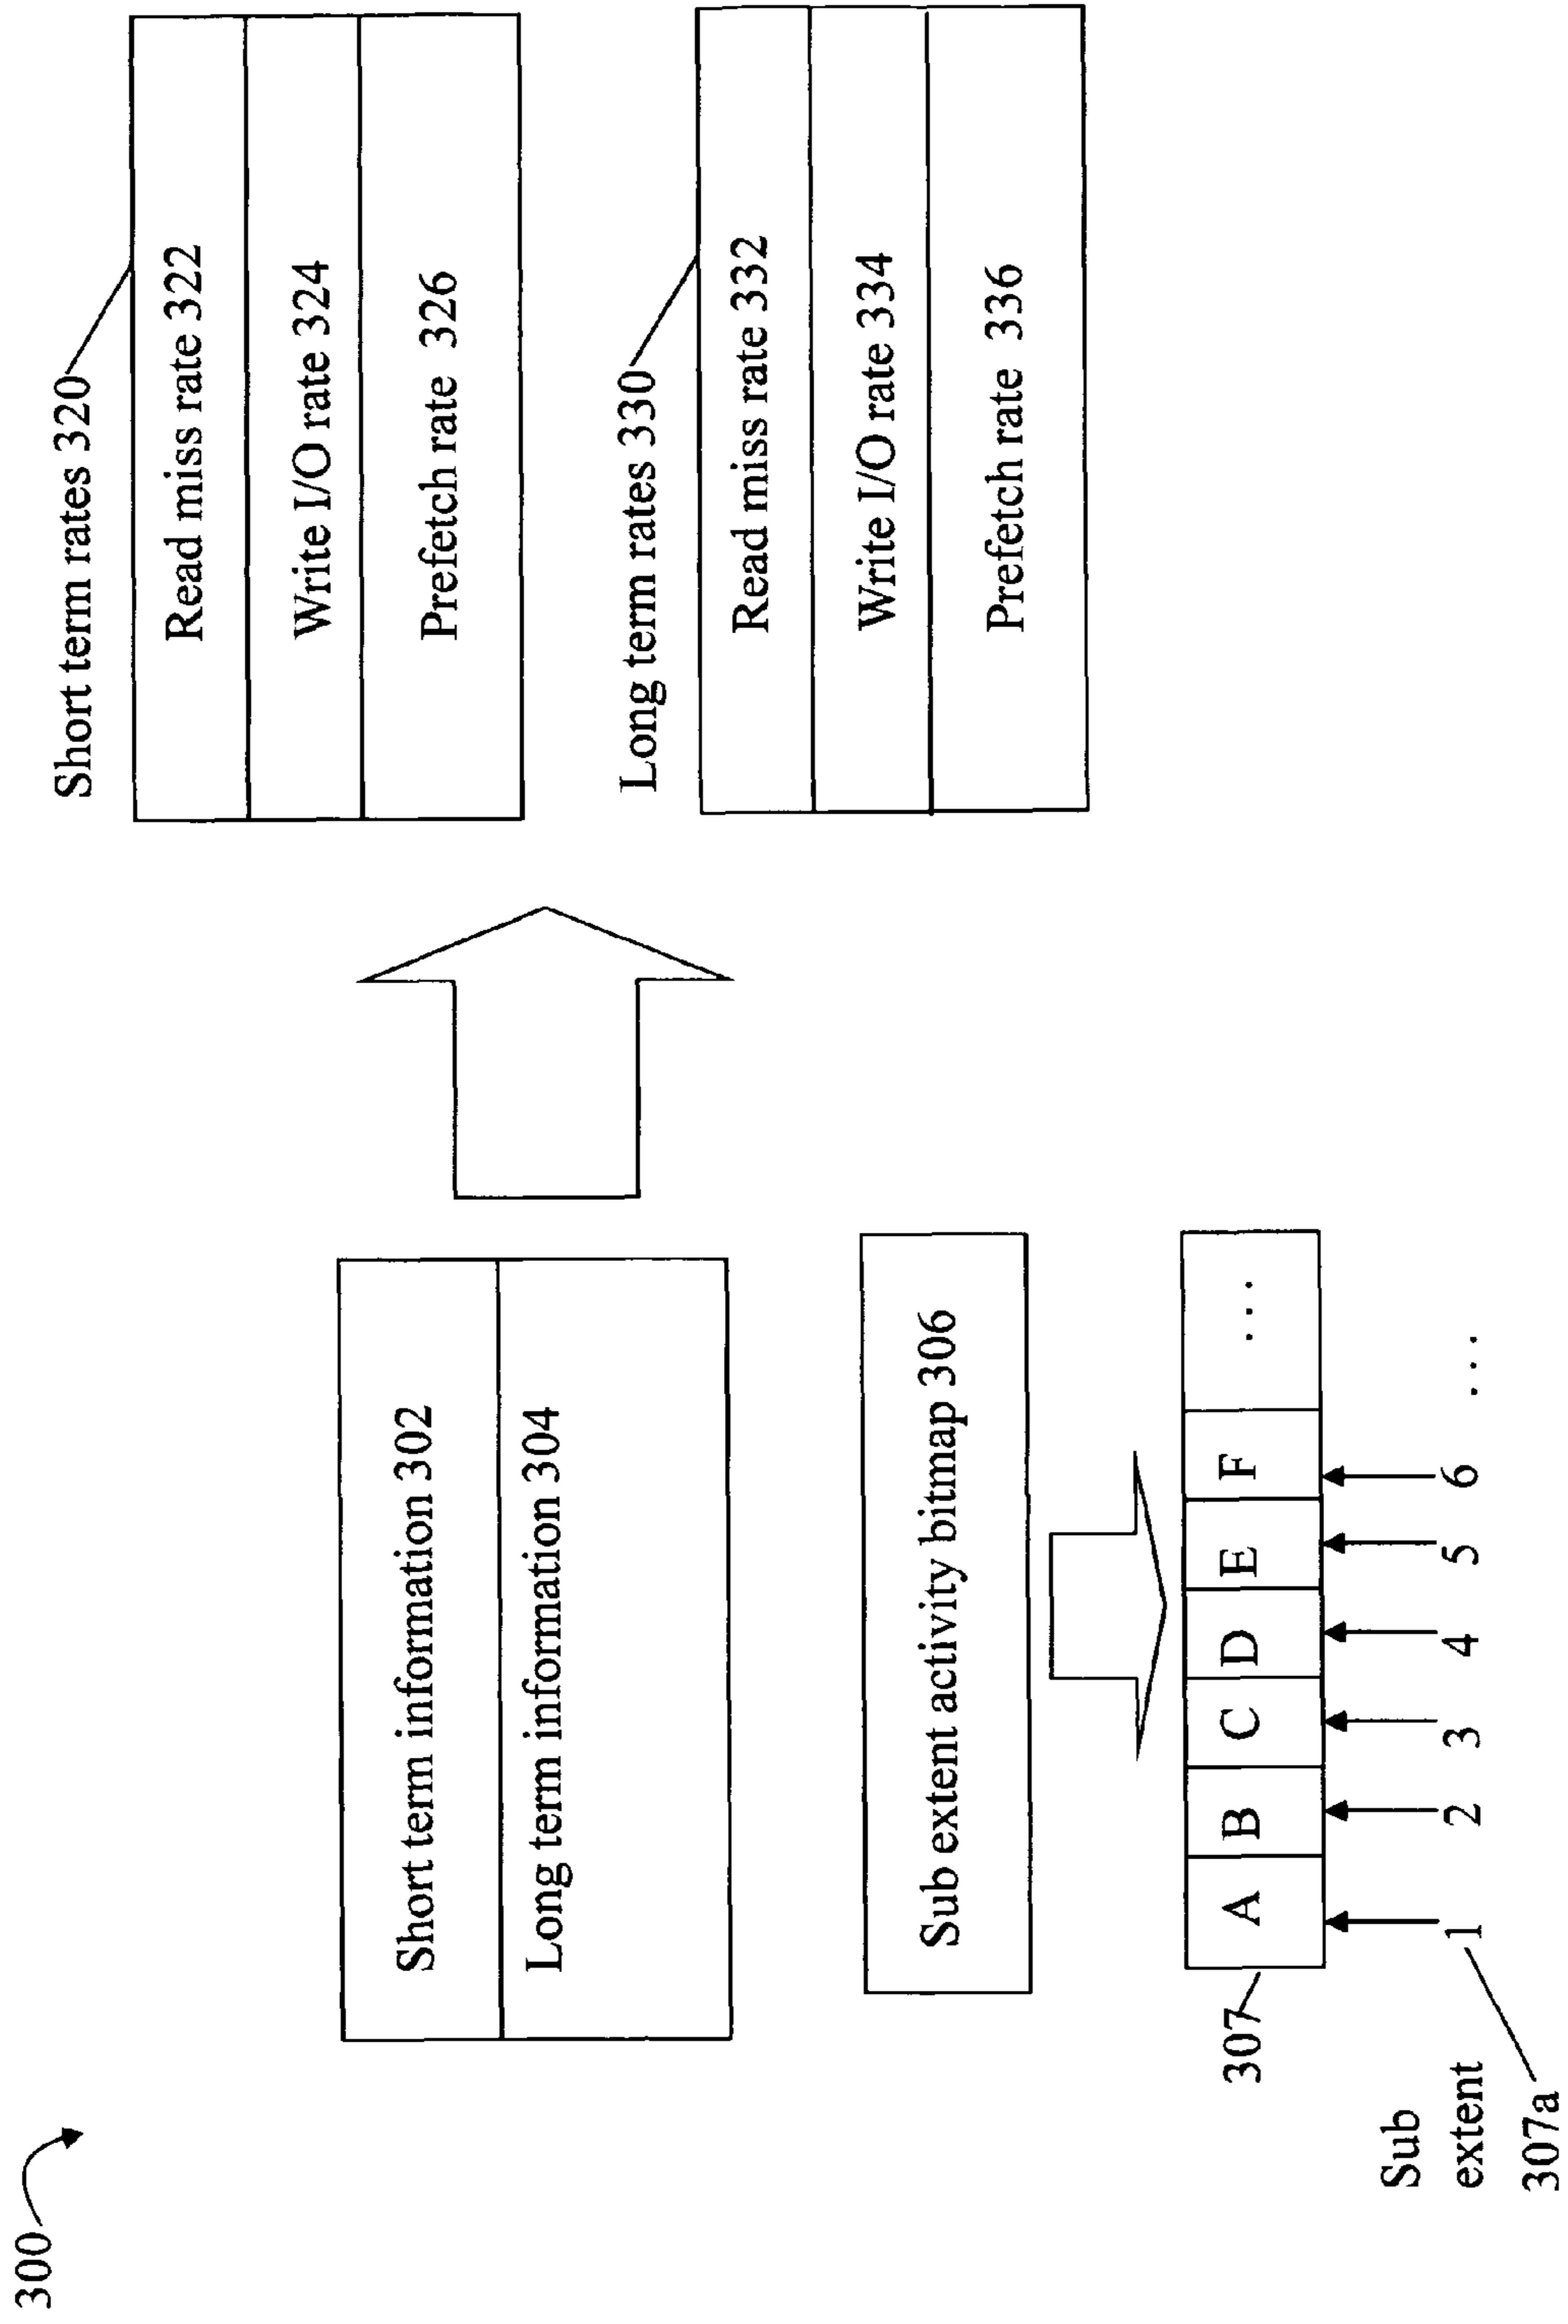 300
Short term information 302
Long term information 304
Sub extent activity bitmap 306
307
A B C D E F ...
Sub
extent
307a
1 2 3 4 5 6 ...
Short term rates 320
Read miss rate 322
Write I/O rate 324
Prefetch rate 326
Long term rates 330
Read miss rate 332
Write I/O rate 334
Prefetch rate 336